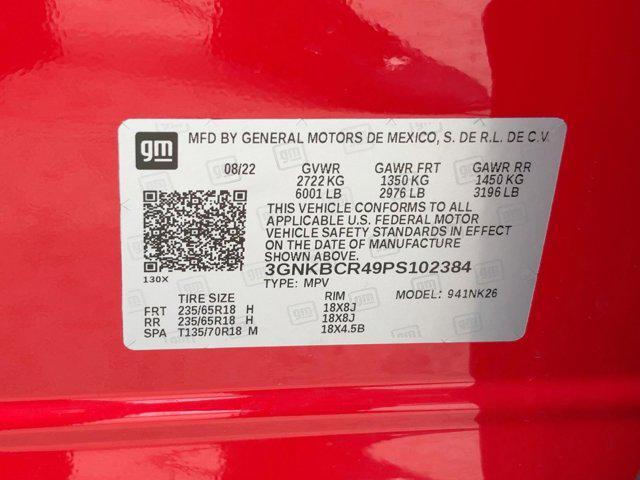 gm MFD BY GENERAL MOTORS DE MEXICO, S. DE R.L. DE C.V.
08/22 GVWR GAWR FRT GAWR RR
2722 KG 1350 KG 1450 KG
6001 LB 2976 LB 3196 LB
THIS VEHICLE CONFORMS TO ALL
APPLICABLE U.S. FEDERAL MOTOR
VEHICLE SAFETY STANDARDS IN EFFECT
ON THE DATE OF MANUFACTURE
SHOWN ABOVE.
3GNKBCR49PS102384
130X TYPE: MPV
TIRE SIZE RIM MODEL: 941NK26
FRT 235/65R18 H 18X8J
RR 235/65R18 H 18X8J
SPA T135/70R18 M 18X4.5B